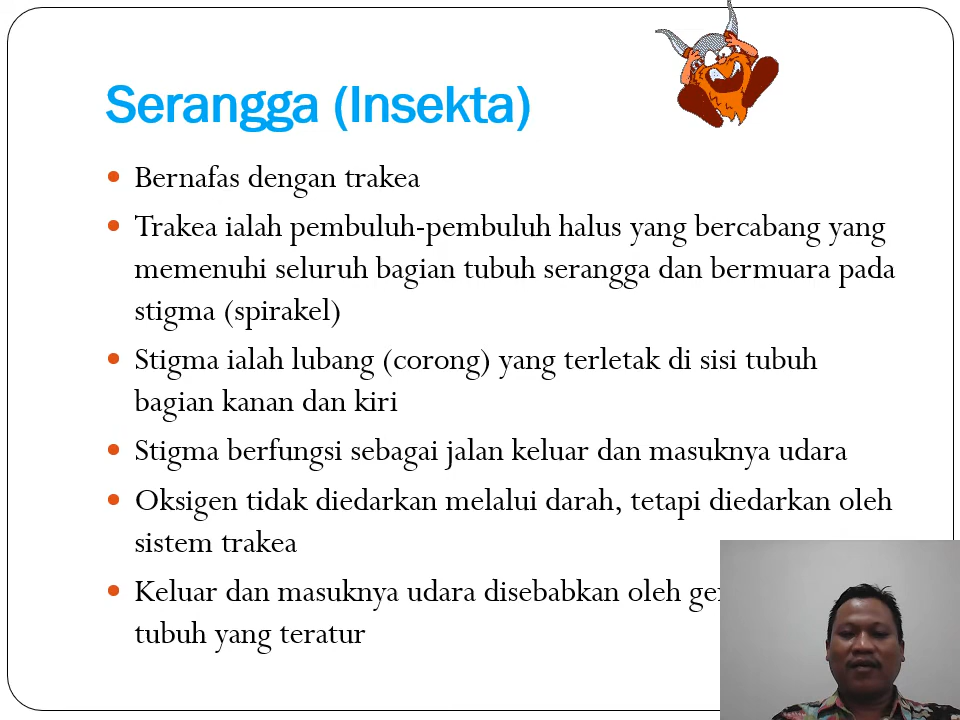 Serangga (Insekta)
Bernafas dengan trakea
Trakea ialah pembuluh-pembuluh halus yang bercabang yang
memenuhi seluruh bagian tubuh serangga dan bermuara pada
stigma (spirakel)
Stigma ialah lubang (corong) yang terletak di sisi tubuh
bagian kanan dan kiri
Stigma berfungsi sebagai jalan keluar dan masuknya udara
Oksigen tidak diedarkan melalui darah, tetapi diedarkan oleh
sistem trakea
Keluar dan masuknya udara disebabkan oleh
tubuh yang teratur